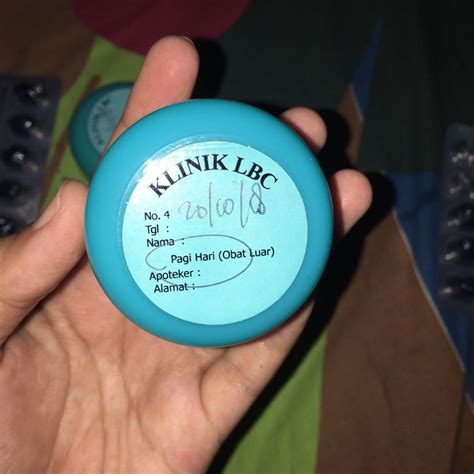 KLINIK LBC
No. 4 20/10/18
Tgl :
Nama :
Pagi Hari (Obat Luar)
Apoteker :
Alamat :